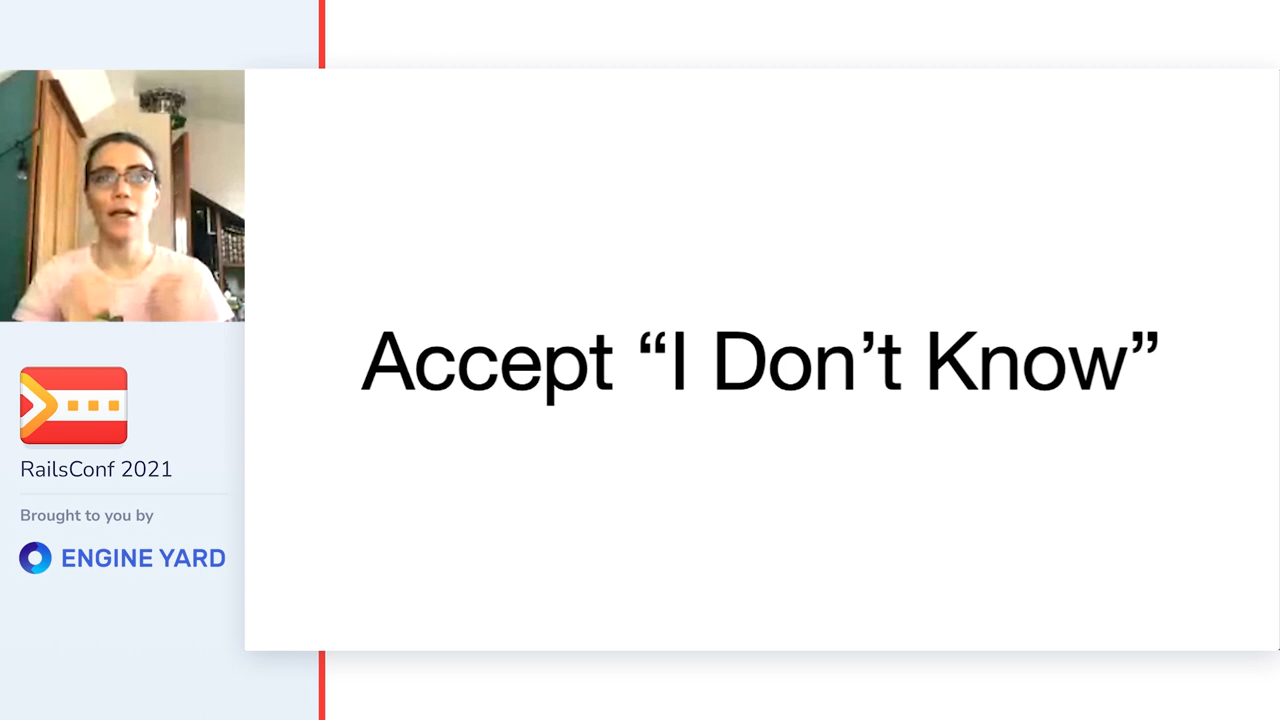 Accept “I Don’t Know”
RailsConf 2021
Brought to you by
ENGINE YARD